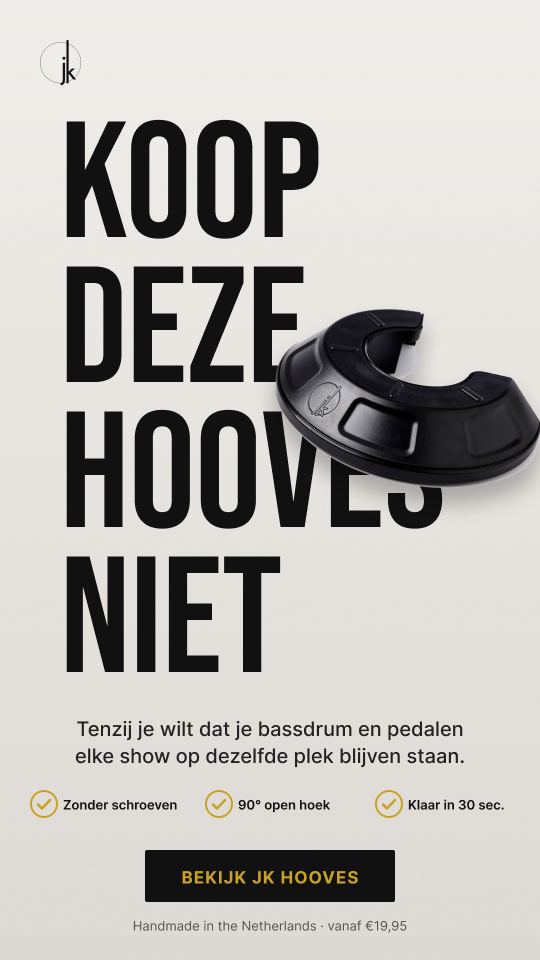 jk
KOOP
DEZE
HOOVES
NIET
Tenzij je wilt dat je bassdrum en pedalen
elke show op dezelfde plek blijven staan.
Zonder schroeven
90° open hoek
Klaar in 30 sec.
BEKIJK JK HOOVES
Handmade in the Netherlands · vanaf €19,95